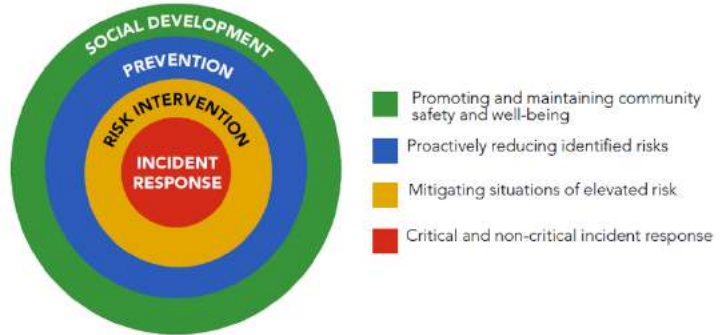 SOCIAL DEVELOPMENT
PREVENTION
RISK INTERVENTION
INCIDENT
RESPONSE
Promoting and maintaining community
safety and well-being
Proactively reducing identified risks
Mitigating situations of elevated risk
Critical and non-critical incident response